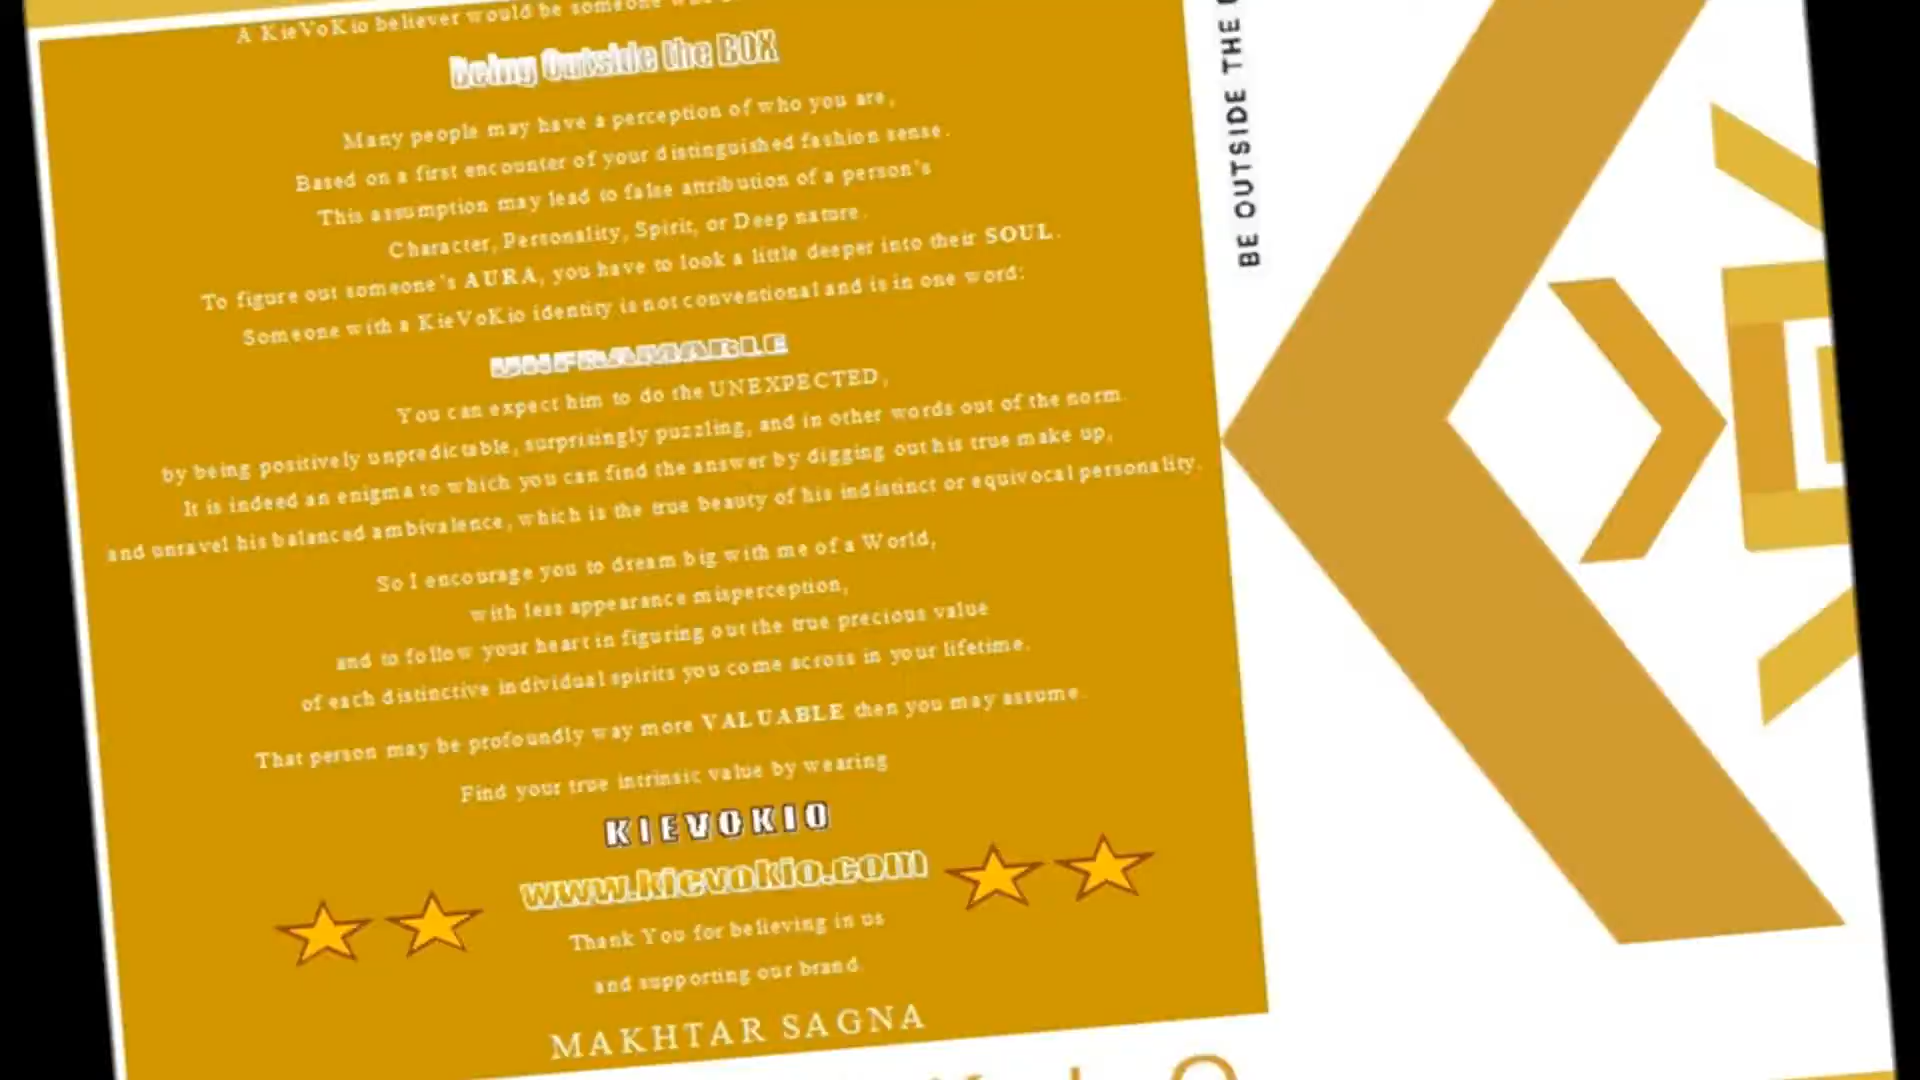 A KieVoKio believer would be someone
Being Outside the BOX
Many people may have a perception of who you are,
Based on a first encounter of your distinguished fashion sense.
This assumption may lead to false attribution of a person's
Character, Personality, Spirit, or Deep nature.
To figure out someone's AURA, you have to look a little deeper into their SOUL.
Someone with a KieVoKio identity is not conventional and is in one word:
UNFRAMABLE
You can expect him to do the UNEXPECTED,
by being positively unpredictable, surprisingly puzzling, and in other words out of the norm.
It is indeed an enigma to which you can find the answer by digging out his true make up,
and unravel his balanced ambivalence, which is the true beauty of his indistinct or equivocal personality.
So I encourage you to dream big with me of a World,
with less appearance misperception,
and to follow your heart in figuring out the true precious value
of each distinctive individual spirits you come across in your lifetime.
That person may be profoundly way more VALUABLE then you may assume.
Find your true intrinsic value by wearing
KIEVOKIO
www.kievokio.com
Thank You for believing in us
and supporting our brand.
MAKHTAR SAGNA
BE OUTSIDE THE